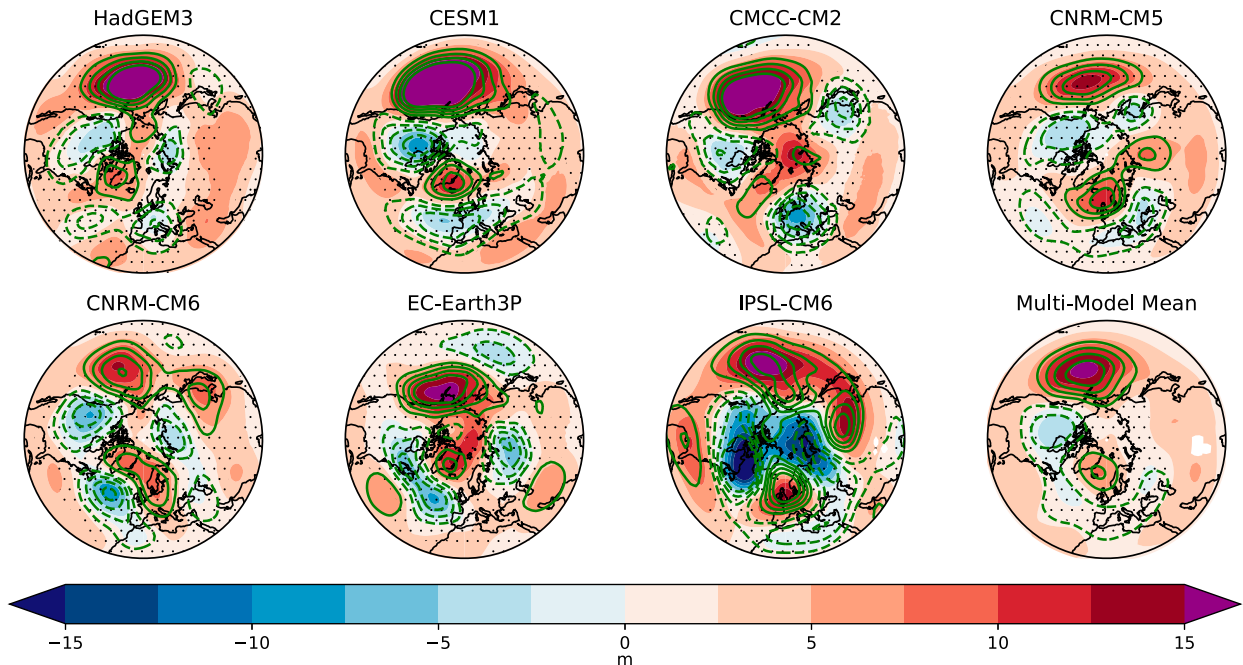 HadGEM3 CESM1 CMCC-CM2 CNRM-CM5
CNRM-CM6 EC-Earth3P IPSL-CM6 Multi-Model Mean
−15 −10 −5 0 5 10 15
m